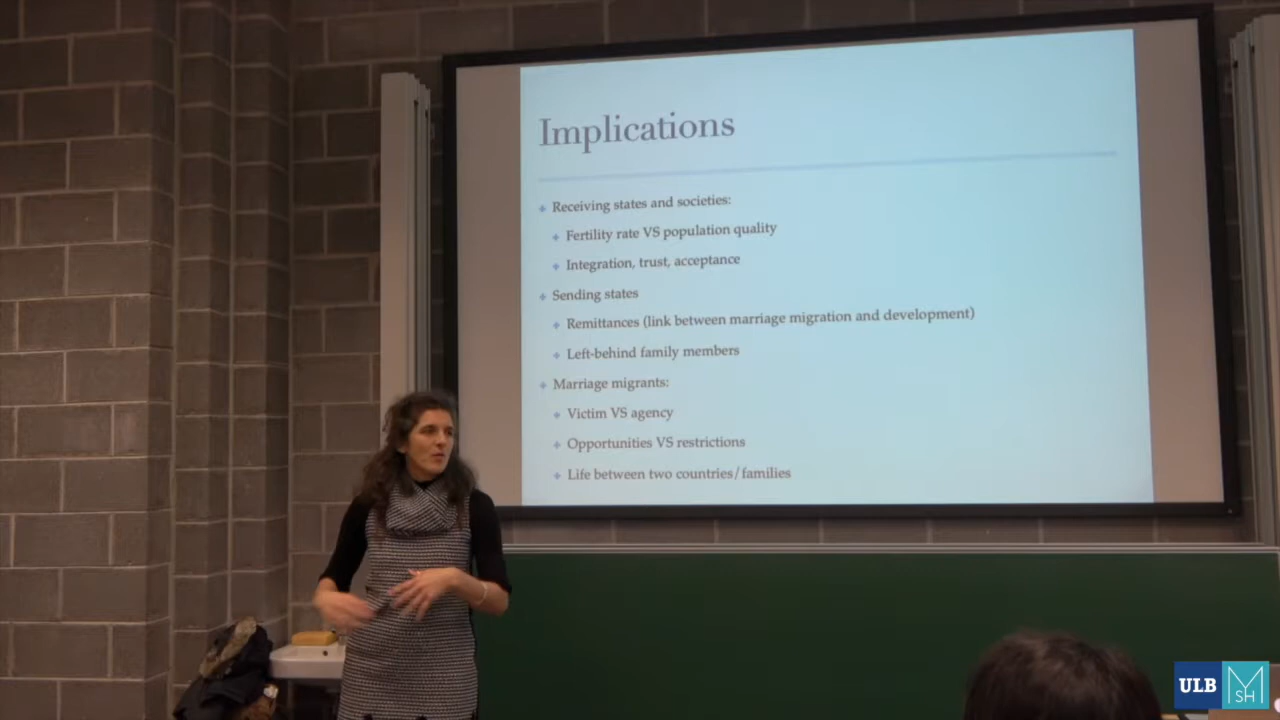 Implications
Receiving states and societies:
Fertility rate VS population quality
Integration, trust, acceptance
Sending states
Remittances (link between marriage migration and development)
Left-behind family members
Marriage migrants:
Victim VS agency
Opportunities VS restrictions
Life between two countries/families
ULB
M
SH